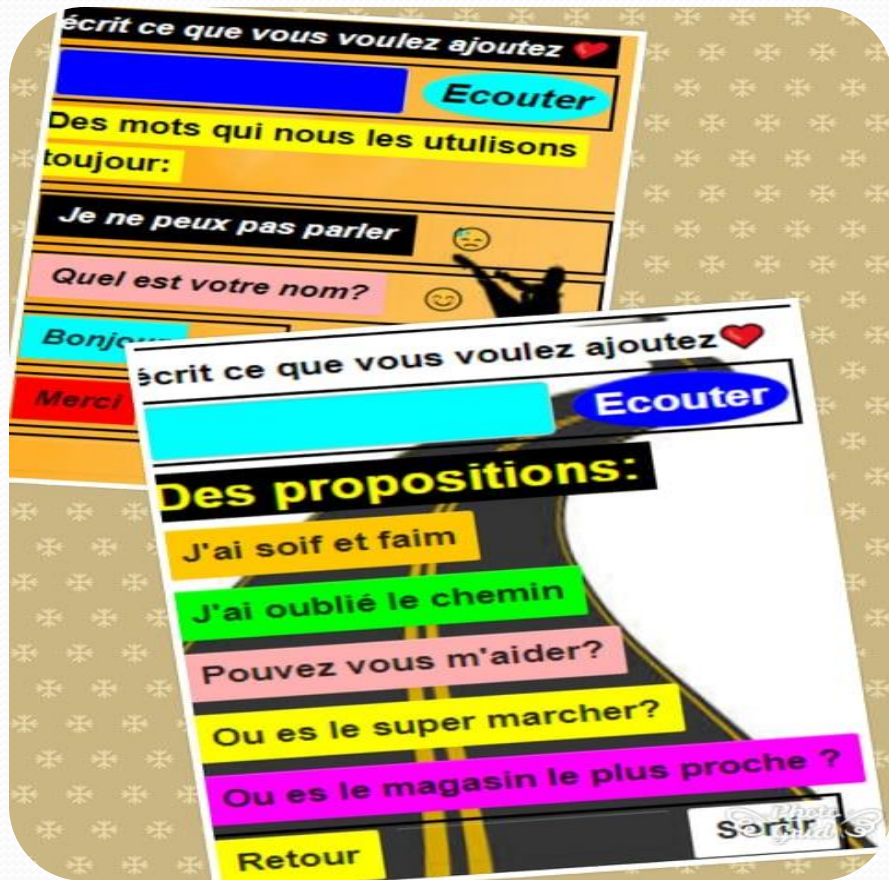 écrit ce que vous voulez ajoutez
Ecouter
Des mots qui nous les utulisons
toujour:
Je ne peux pas parler
Quel est votre nom?
Merci
écrit ce que vous voulez ajoutez
Ecouter
Des propositions:
J'ai soif et faim
J'ai oublié le chemin
Pouvez vous m'aider?
Ou es le super marcher?
Ou es le magasin le plus proche ?
Sortir
Retour